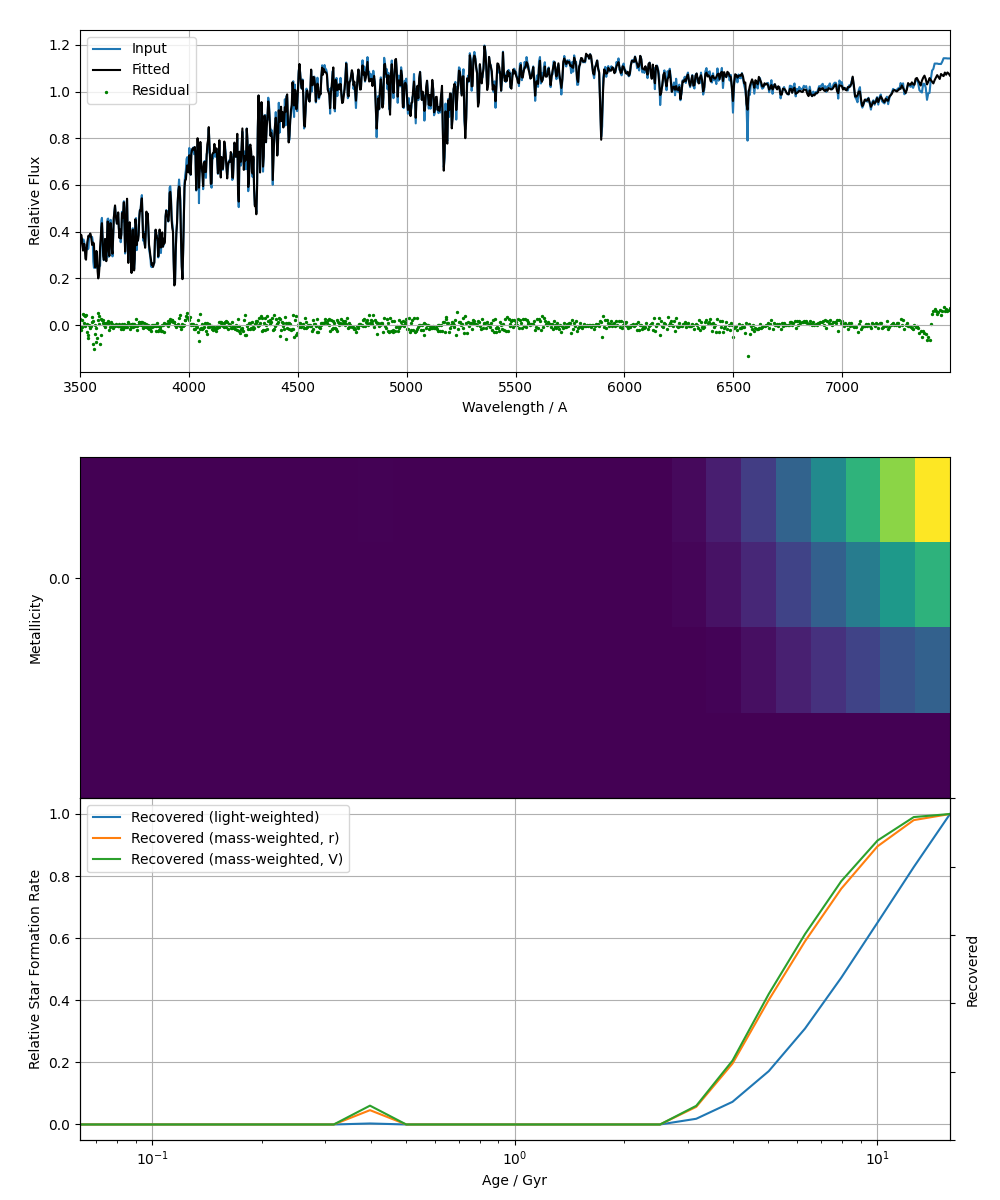 1.2
1.0
0.8
0.6
0.4
0.2
0.0
Relative Flux
Input
Fitted
Residual
3500 4000 4500 5000 5500 6000 6500 7000
Wavelength / A
0.0
Metallicity
1.0
0.8
0.6
0.4
0.2
0.0
Relative Star Formation Rate
Recovered (light-weighted)
Recovered (mass-weighted, r)
Recovered (mass-weighted, V)
Recovered
10⁻¹ 10⁰ 10¹
Age / Gyr